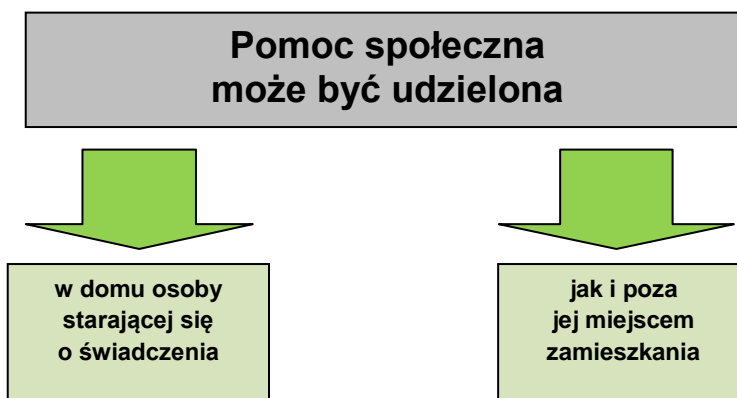 Pomoc społeczna
może być udzielona
w domu osoby
starającej się
o świadczenia
jak i poza
jej miejscem
zamieszkania